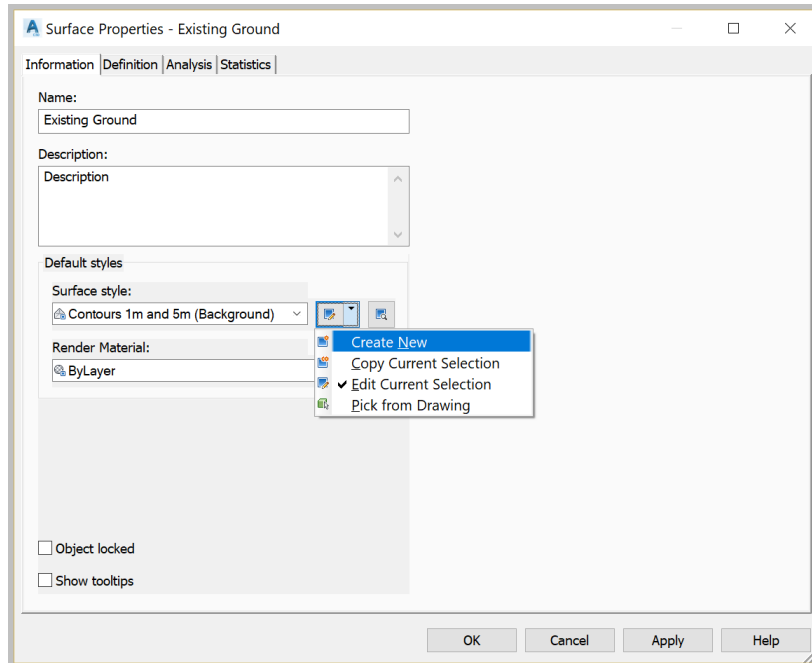 Surface Properties - Existing Ground
Information Definition Analysis Statistics
Name:
Existing Ground
Description:
Description
Default styles
Surface style:
Contours 1m and 5m (Background)
Create New
Render Material:
Copy Current Selection
ByLayer
Edit Current Selection
Pick from Drawing
Object locked
Show tooltips
OK Cancel Apply Help